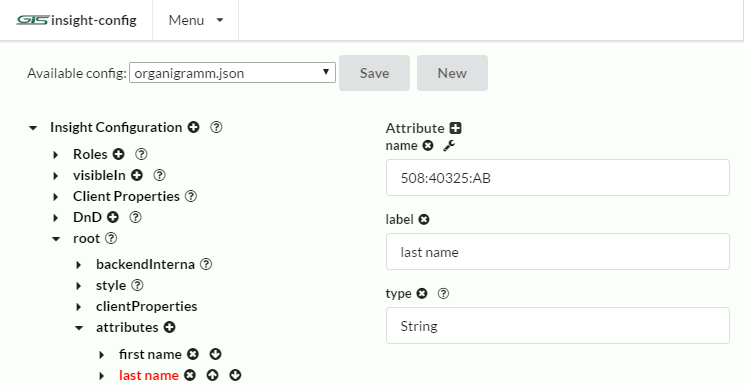 GIS insight-config Menu
Available config: organigramm.json Save New
Insight Configuration
Roles
visibleIn
Client Properties
DnD
root
backendInterna
style
clientProperties
attributes
first name
last name
Attribute
name
508:40325:AB
label
last name
type
String